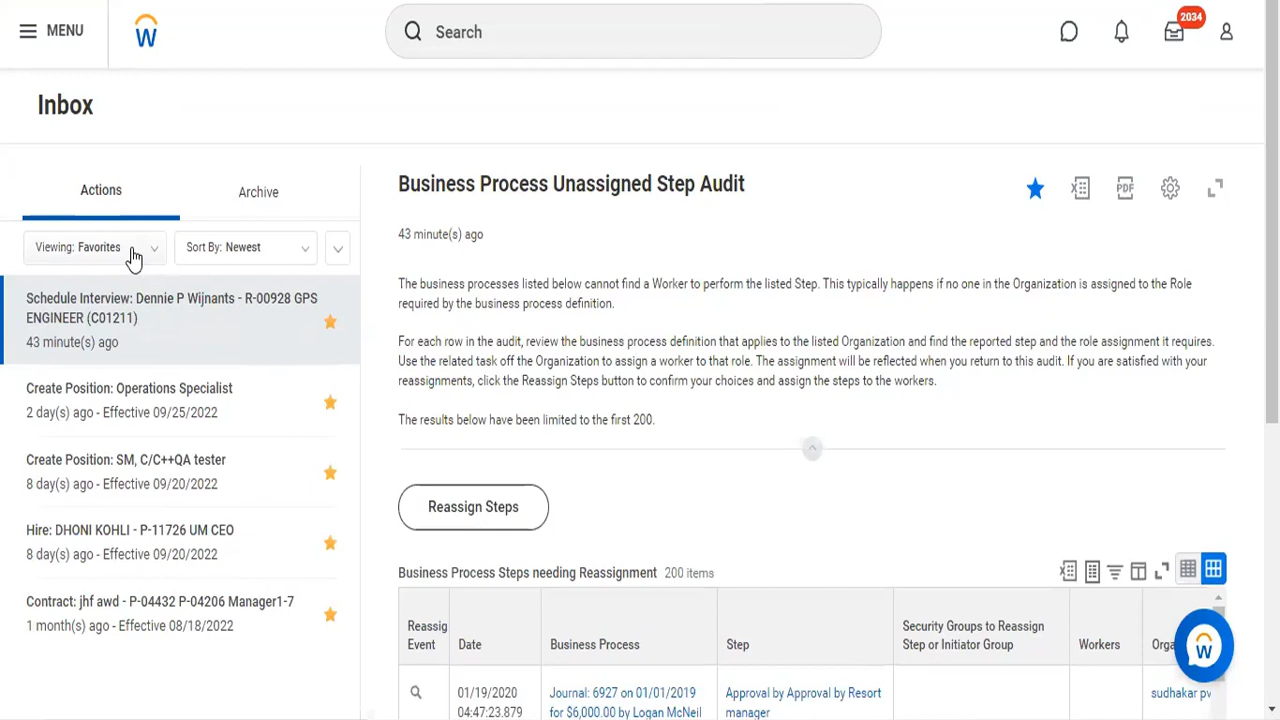 MENU
Search
2034
Inbox
Actions
Archive
Viewing: Favorites
Sort By: Newest
Schedule Interview: Dennie P Wijnants - R-00928 GPS
ENGINEER (C01211)
43 minute(s) ago
Create Position: Operations Specialist
2 day(s) ago - Effective 09/25/2022
Create Position: SM, C/C++QA tester
8 day(s) ago - Effective 09/20/2022
Hire: DHONI KOHLI - P-11726 UM CEO
8 day(s) ago - Effective 09/20/2022
Contract: jhf awd - P-04432 P-04206 Manager1-7
1 month(s) ago - Effective 08/18/2022
Business Process Unassigned Step Audit
PDF
43 minute(s) ago
The business processes listed below cannot find a Worker to perform the listed Step. This typically happens if no one in the Organization is assigned to the Role
required by the business process definition.
For each row in the audit, review the business process definition that applies to the listed Organization and find the reported step and the role assignment it requires.
Use the related task off the Organization to assign a worker to that role. The assignment will be reflected when you return to this audit. If you are satisfied with your
reassignments, click the Reassign Steps button to confirm your choices and assign the steps to the workers.
The results below have been limited to the first 200.
Reassign Steps
Business Process Steps needing Reassignment 200 items
Reassig
Event
Date
Business Process
Step
Security Groups to Reassign
Step or Initiator Group
Workers
Orga
01/19/2020
04:47:23.879
Journal: 6927 on 01/01/2019
for $6,000.00 by Logan McNeil
Approval by Approval by Resort
manager
sudhakar pv